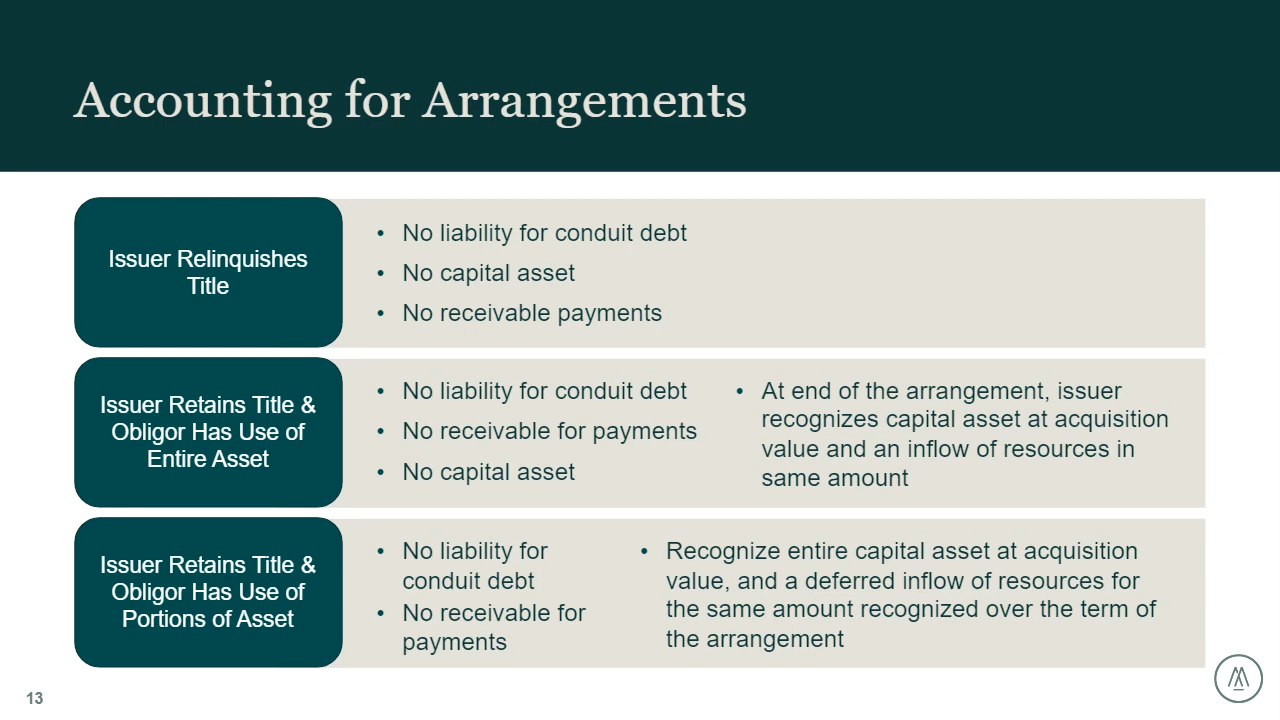 Accounting for Arrangements
Issuer Relinquishes
Title
• No liability for conduit debt
• No capital asset
• No receivable payments
Issuer Retains Title &
Obligor Has Use of
Entire Asset
• No liability for conduit debt
• No receivable for payments
• No capital asset
• At end of the arrangement, issuer
recognizes capital asset at acquisition
value and an inflow of resources in
same amount
Issuer Retains Title &
Obligor Has Use of
Portions of Asset
• No liability for
conduit debt
• No receivable for
payments
• Recognize entire capital asset at acquisition
value, and a deferred inflow of resources for
the same amount recognized over the term of
the arrangement
13